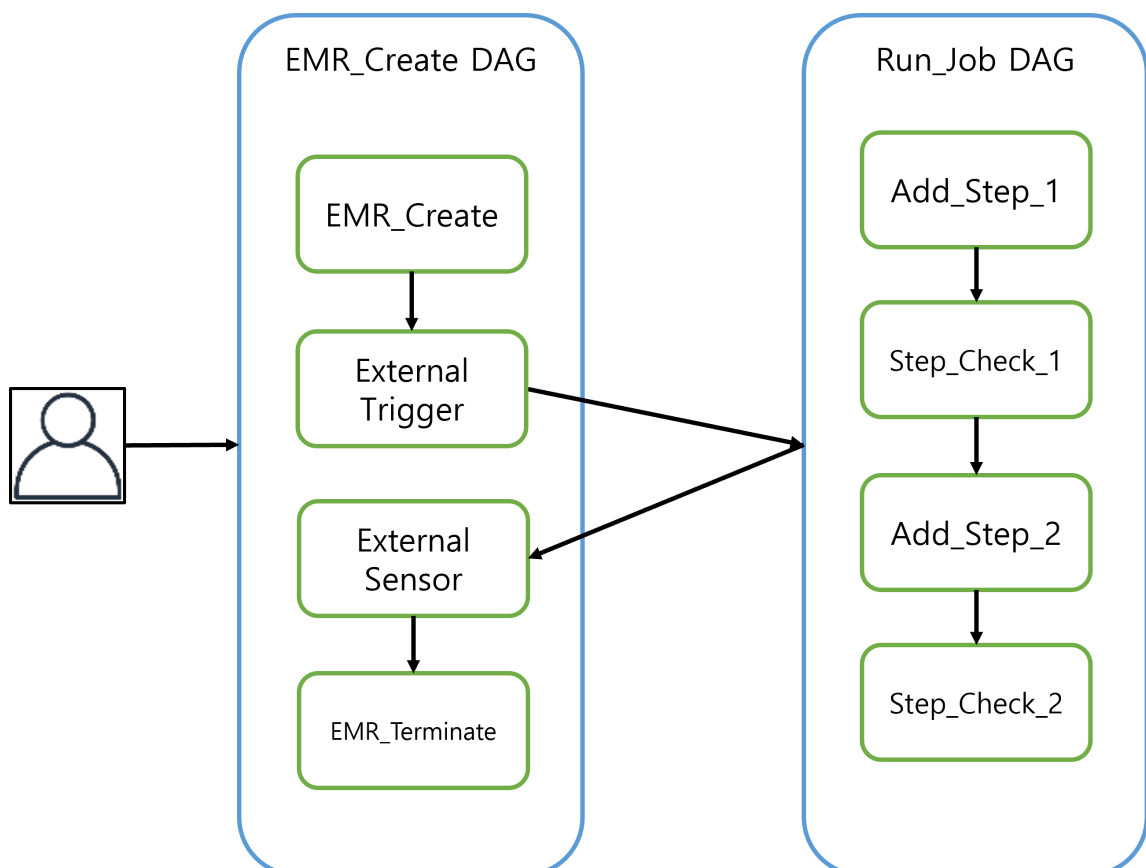 EMR_Create DAG
EMR_Create
External
Trigger
External
Sensor
EMR_Terminate
Run_Job DAG
Add_Step_1
Step_Check_1
Add_Step_2
Step_Check_2